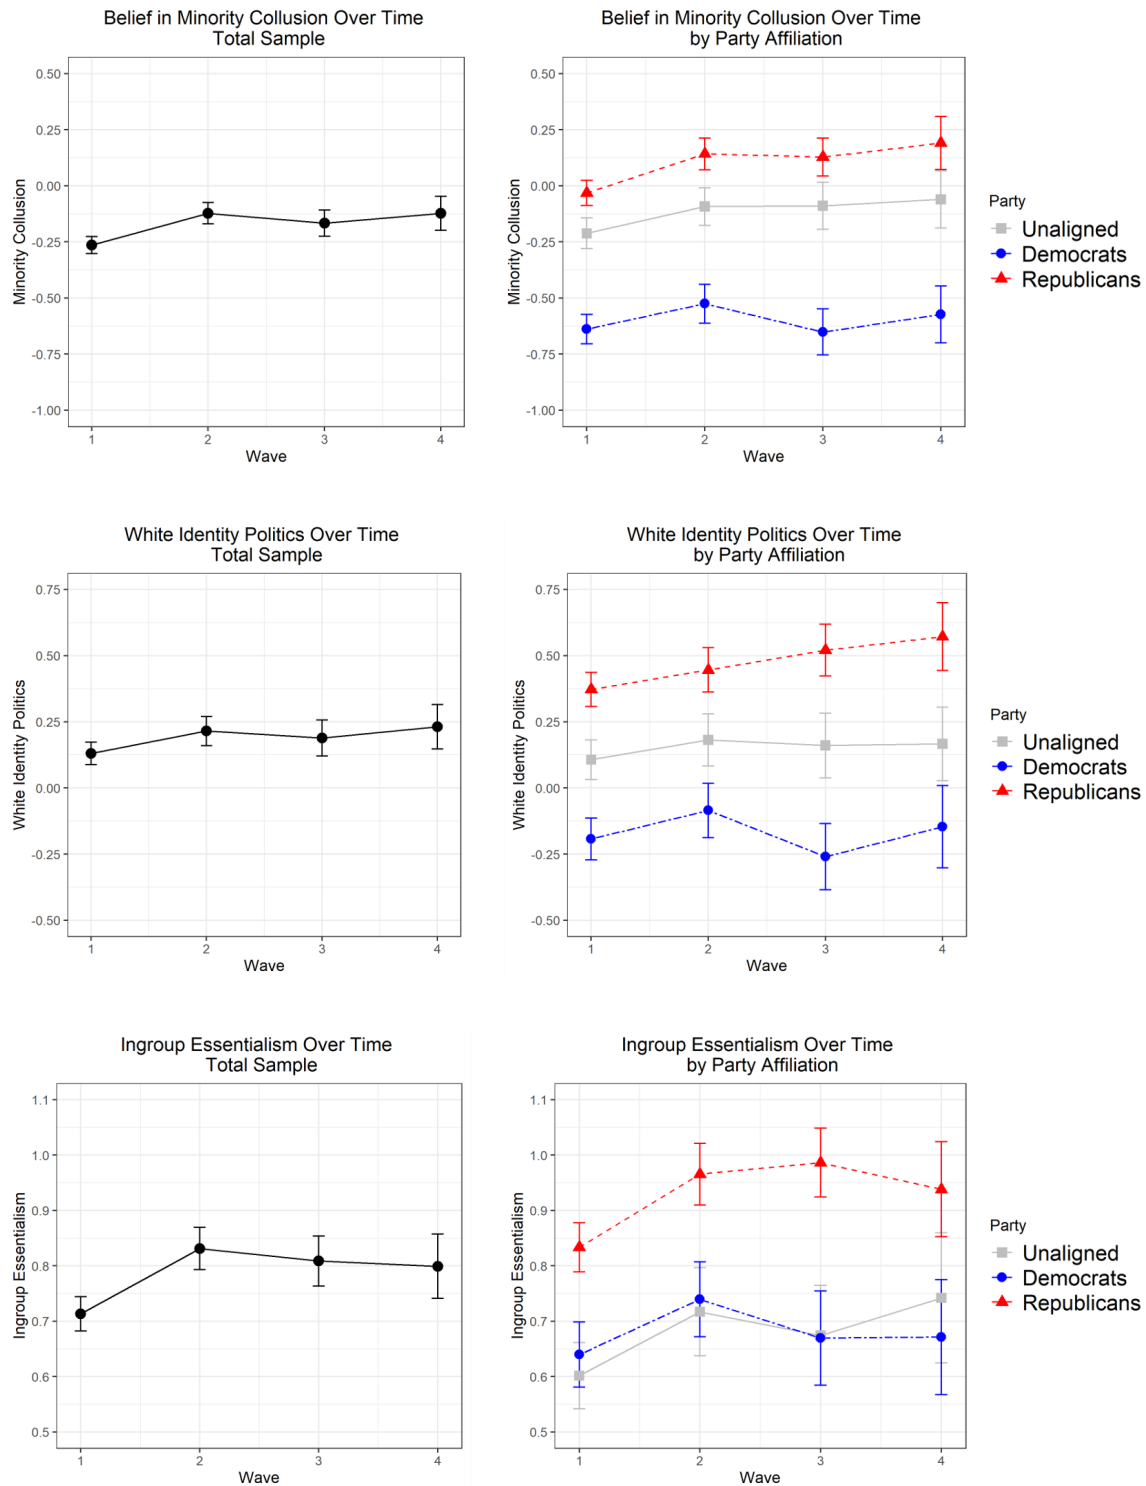 Belief in Minority Collusion Over Time
Total Sample
0.50
0.25
0.00
-0.25
-0.50
-0.75
-1.00
Minority Collusion
1 2 3 4
Wave
Belief in Minority Collusion Over Time
by Party Affiliation
0.50
0.25
0.00
-0.25
-0.50
-0.75
-1.00
Minority Collusion
1 2 3 4
Wave
Party
Unaligned
Democrats
Republicans
White Identity Politics Over Time
Total Sample
0.75
0.50
0.25
0.00
-0.25
-0.50
White Identity Politics
1 2 3 4
Wave
White Identity Politics Over Time
by Party Affiliation
0.75
0.50
0.25
0.00
-0.25
-0.50
White Identity Politics
1 2 3 4
Wave
Party
Unaligned
Democrats
Republicans
Ingroup Essentialism Over Time
Total Sample
1.1
1.0
0.9
0.8
0.7
0.6
0.5
Ingroup Essentialism
1 2 3 4
Wave
Ingroup Essentialism Over Time
by Party Affiliation
1.1
1.0
0.9
0.8
0.7
0.6
0.5
Ingroup Essentialism
1 2 3 4
Wave
Party
Unaligned
Democrats
Republicans